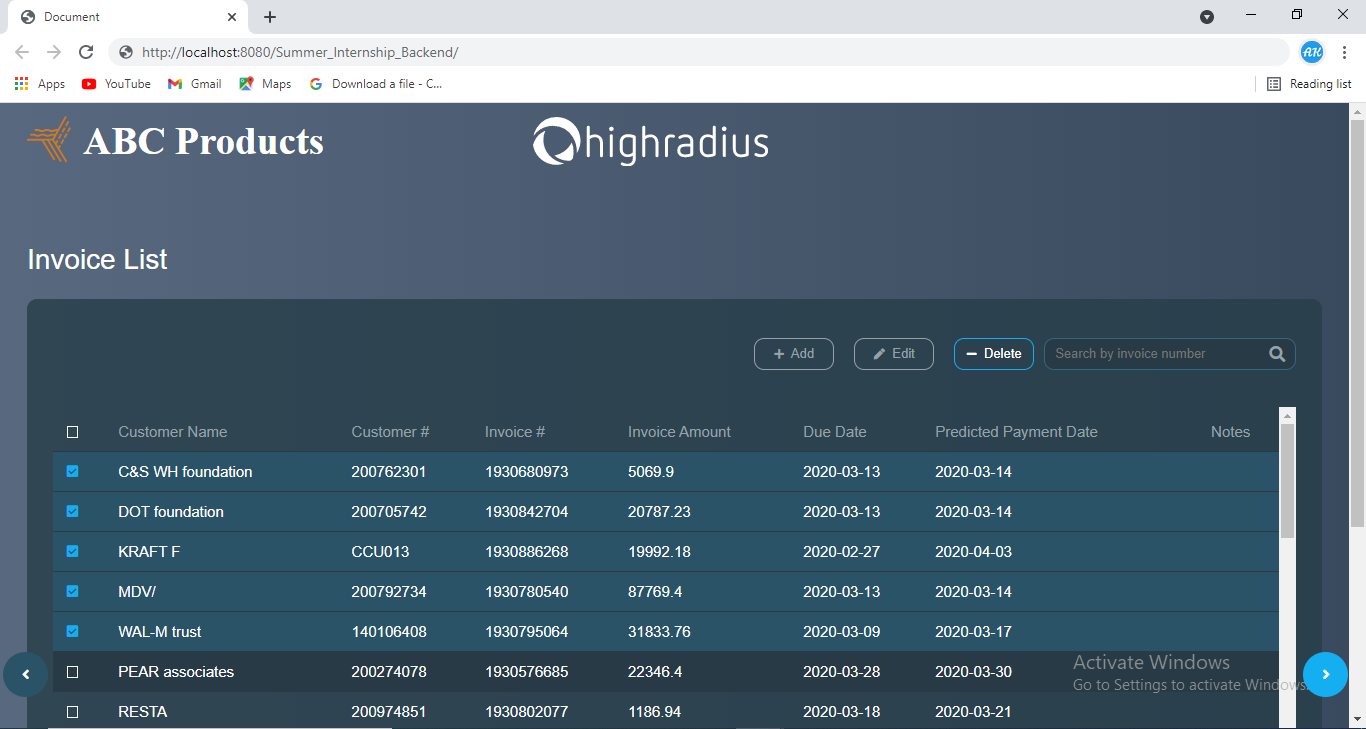 Document
http://localhost:8080/Summer_Internship_Backend/
AK
Apps YouTube Gmail Maps Download a file - C... Reading list
ABC Products highradius
Invoice List
Add Edit Delete Search by invoice number
Customer Name Customer # Invoice # Invoice Amount Due Date Predicted Payment Date Notes
C&S WH foundation 200762301 1930680973 5069.9 2020-03-13 2020-03-14
DOT foundation 200705742 1930842704 20787.23 2020-03-13 2020-03-14
KRAFT F CCU013 1930886268 19992.18 2020-02-27 2020-04-03
MDV/ 200792734 1930780540 87769.4 2020-03-13 2020-03-14
WAL-M trust 140106408 1930795064 31833.76 2020-03-09 2020-03-17
PEAR associates 200274078 1930576685 22346.4 2020-03-28 2020-03-30
Activate Windows
Go to Settings to activate Windows.
RESTA 200974851 1930802077 1186.94 2020-03-18 2020-03-21